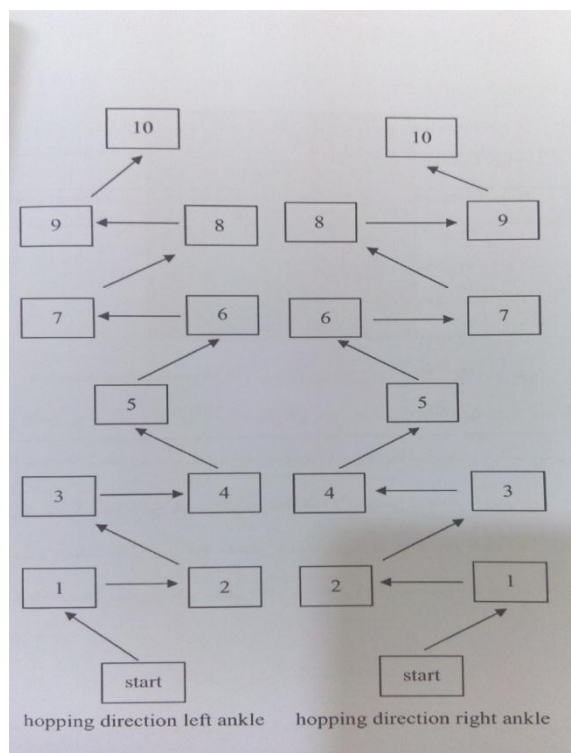 10 10
9 8 8 9
7 6 6 7
5 5
3 4 4 3
1 2 2 1
start start
hopping direction left ankle hopping direction right ankle